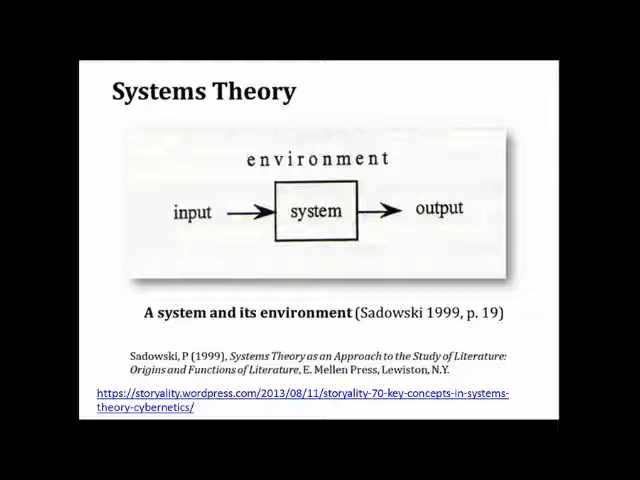 Systems Theory
environment
input
system
output
A system and its environment (Sadowski 1999, p. 19)
Sadowski, P (1999), Systems Theory as an Approach to the Study of Literature:
Origins and Functions of Literature, E. Mellen Press, Lewiston, N.Y.
https://storyality.wordpress.com/2013/08/11/storyality-70-key-concepts-in-systems-
theory-cybernetics/